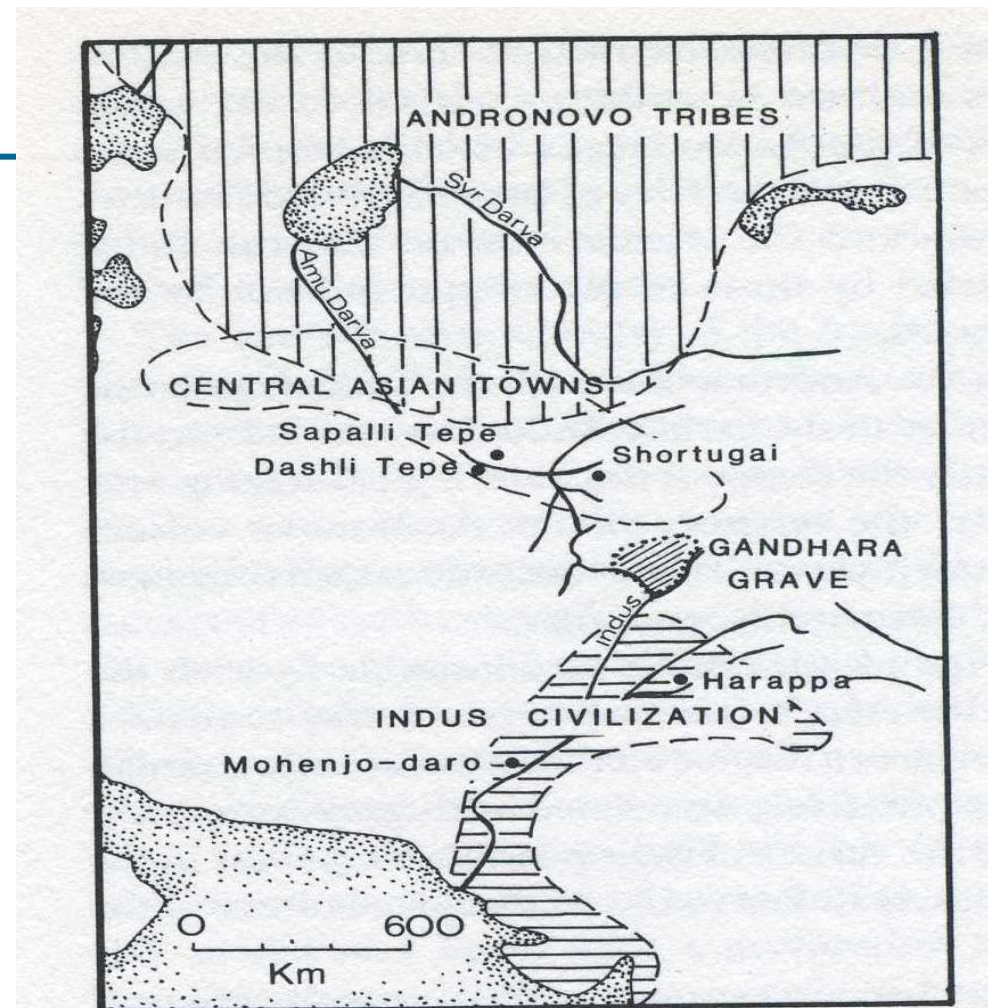 ANDRONOVO TRIBES
Syr Darya
Amu Darya
CENTRAL ASIAN TOWNS
Sapalli Tepe
Dashli Tepe
Shortugai
GANDHARA
GRAVE
Indus
Harappa
INDUS CIVILIZATION
Mohenjo-daro
0 600
Km